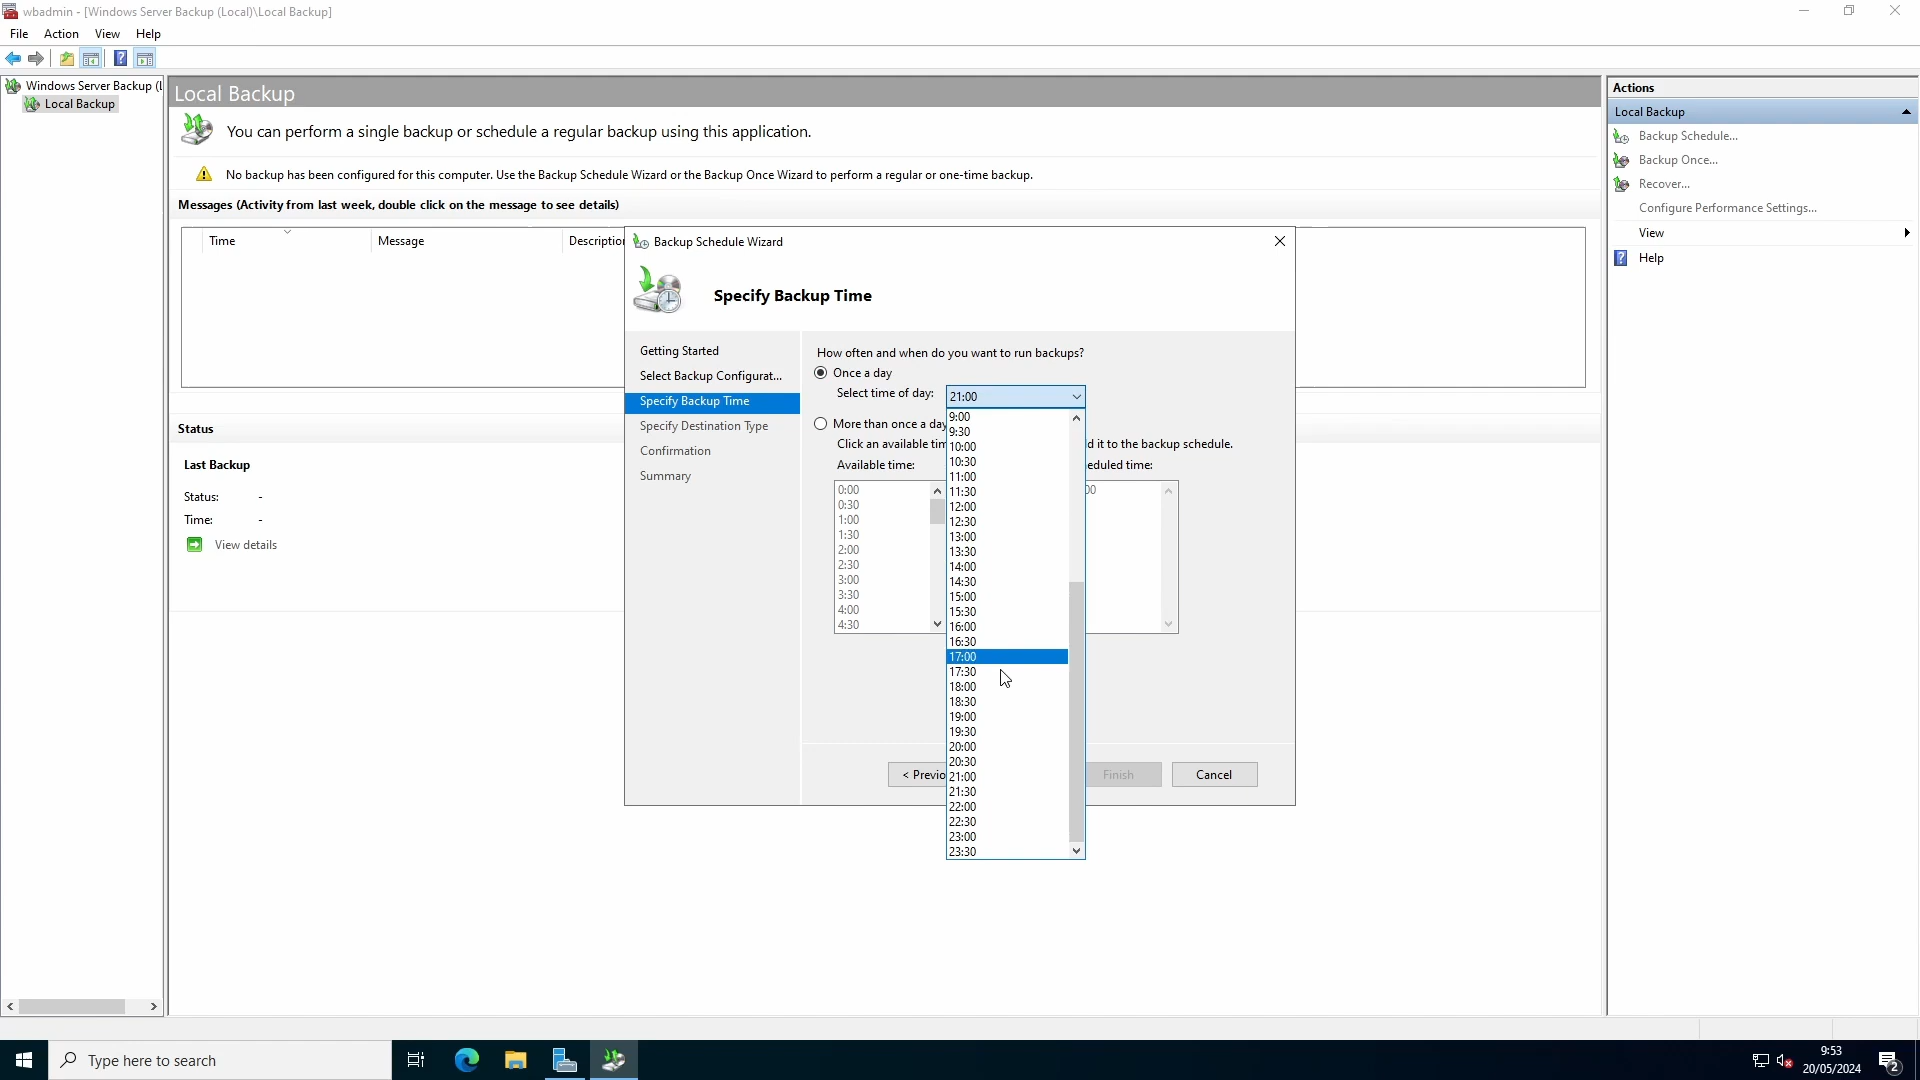 wbadmin - [Windows Server Backup (Local)\Local Backup]
File Action View Help
Windows Server Backup (L
Local Backup
Local Backup
You can perform a single backup or schedule a regular backup using this application.
No backup has been configured for this computer. Use the Backup Schedule Wizard or the Backup Once Wizard to perform a regular or one-time backup.
Messages (Activity from last week, double click on the message to see details)
Time Message Description
Status
Last Backup
Status: -
Time: -
View details
Backup Schedule Wizard
Specify Backup Time
Getting Started
Select Backup Configurat...
Specify Backup Time
Specify Destination Type
Confirmation
Summary
How often and when do you want to run backups?
Once a day
Select time of day: 21:00
More than once a day
Click an available tim
d it to the backup schedule.
Available time:
eduled time:
0:00
0:30
1:00
1:30
2:00
2:30
3:00
3:30
4:00
4:30
00
9:00
9:30
10:00
10:30
11:00
11:30
12:00
12:30
13:00
13:30
14:00
14:30
15:00
15:30
16:00
16:30
17:00
17:30
18:00
18:30
19:00
19:30
20:00
20:30
21:00
21:30
22:00
22:30
23:00
23:30
< Previo
Finish
Cancel
Actions
Local Backup
Backup Schedule...
Backup Once...
Recover...
Configure Performance Settings...
View
Help
Type here to search
9:53
20/05/2024
2